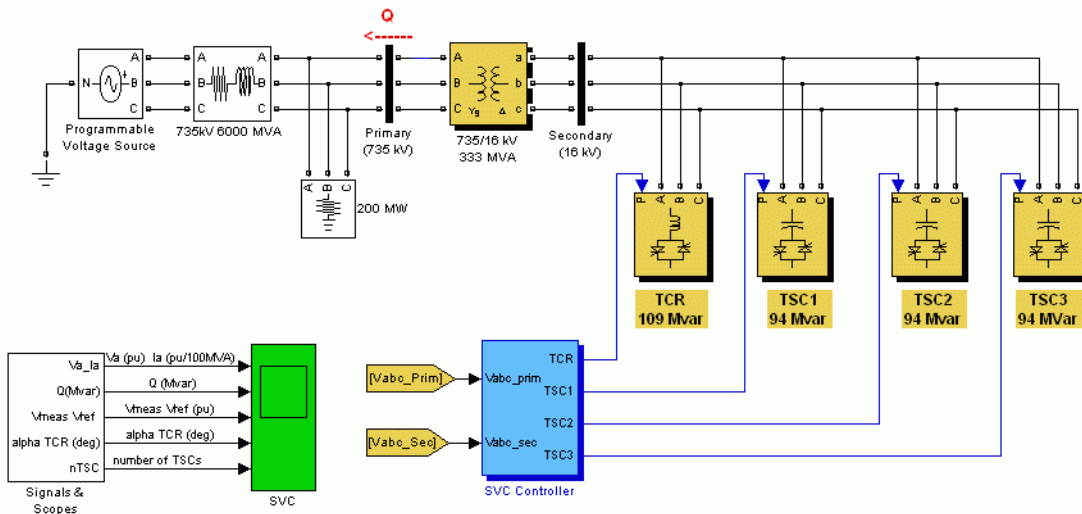 Q
<------
A A A A A a
N B B B B B b
C C C C C c
Yg Δ
Programmable
Voltage Source
735kV 6000 MVA
Primary
(735 kV)
735/16 kV
333 MVA
Secondary
(16 kV)
A B C
200 MW
P A B C
P A B C
P A B C
P A B C
TCR
109 Mvar
TSC1
94 Mvar
TSC2
94 Mvar
TSC3
94 MVar
Va_Ia
Va (pu) Ia (pu/100MVA)
Q(Mvar)
Q (Mvar)
Vmeas Vref
Vmeas Vref (pu)
alpha TCR (deg)
alpha TCR (deg)
nTSC
number of TSCs
Signals &
Scopes
SVC
[Vabc_Prim]
[Vabc_Sec]
Vabc_prim
Vabc_sec
TCR
TSC1
TSC2
TSC3
SVC Controller